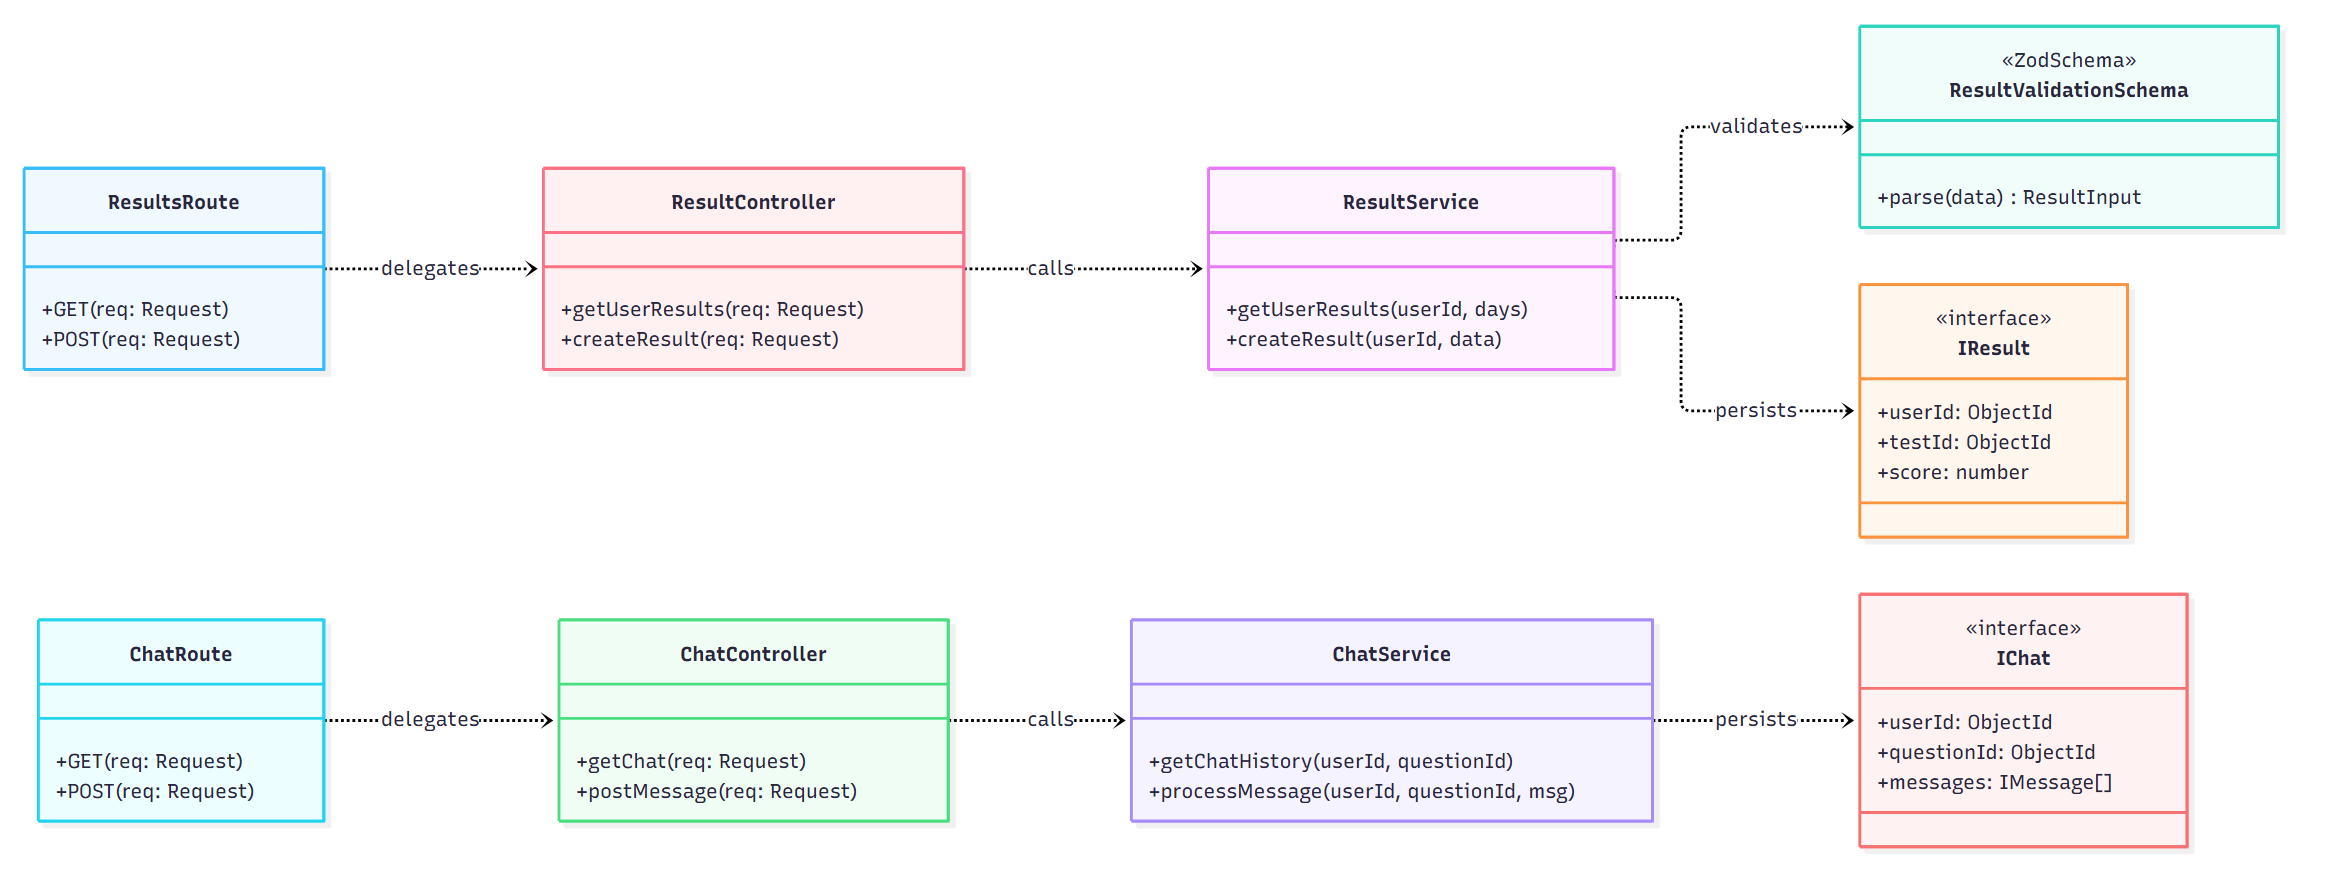 «ZodSchema»
ResultValidationSchema
+parse(data) : ResultInput
validates
ResultsRoute
+GET(req: Request)
+POST(req: Request)
delegates
ResultController
+getUserResults(req: Request)
+createResult(req: Request)
calls
ResultService
+getUserResults(userId, days)
+createResult(userId, data)
persists
«interface»
IResult
+userId: ObjectId
+testId: ObjectId
+score: number
ChatRoute
+GET(req: Request)
+POST(req: Request)
delegates
ChatController
+getChat(req: Request)
+postMessage(req: Request)
calls
ChatService
+getChatHistory(userId, questionId)
+processMessage(userId, questionId, msg)
persists
«interface»
IChat
+userId: ObjectId
+questionId: ObjectId
+messages: IMessage[]